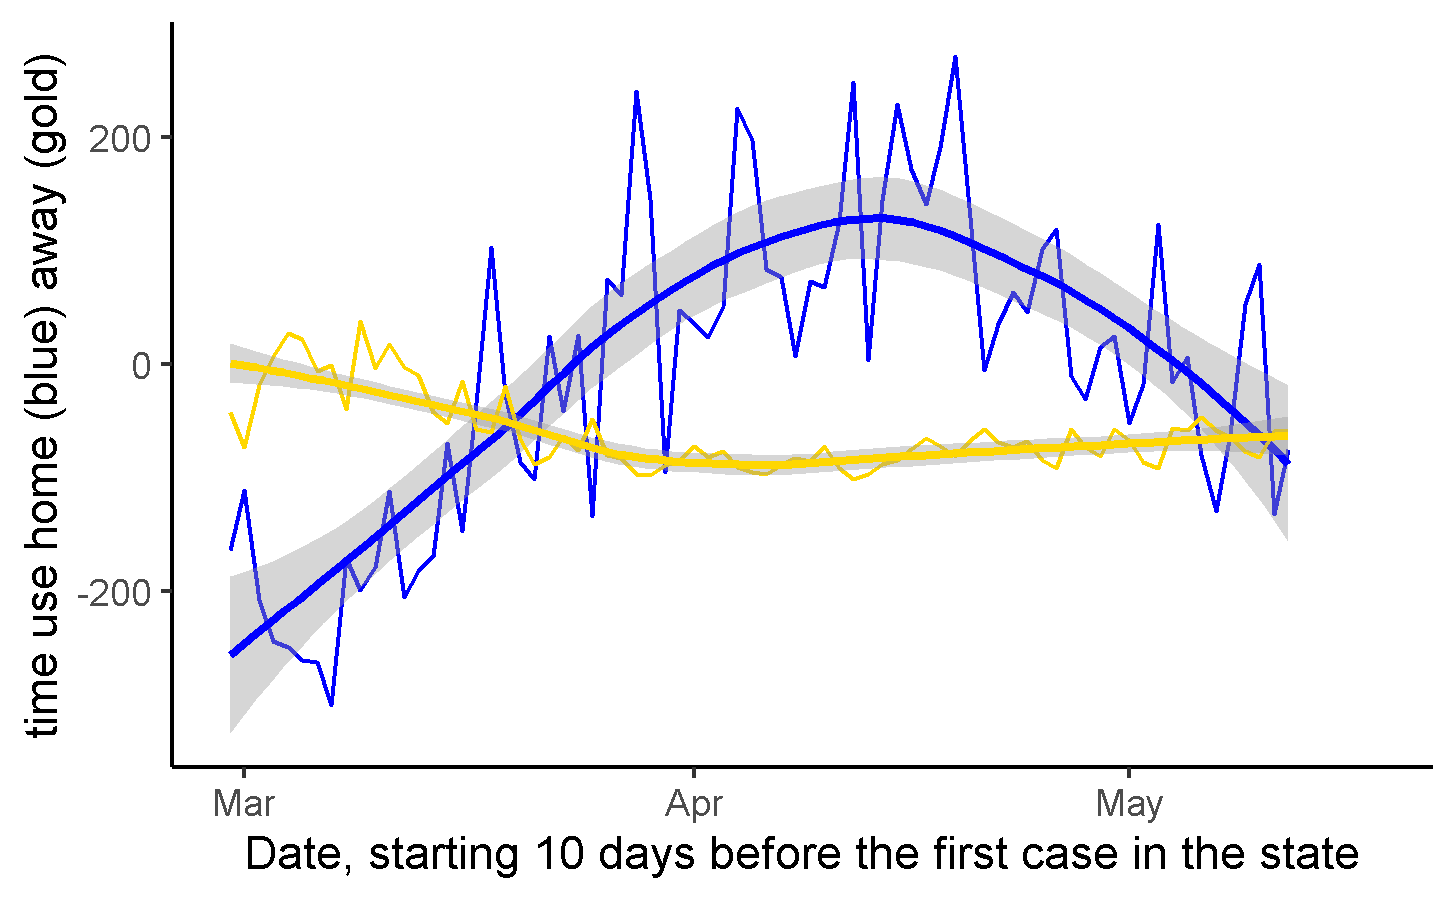 time use home (blue) away (gold)
200
0
-200
Mar
Apr
May
Date, starting 10 days before the first case in the state